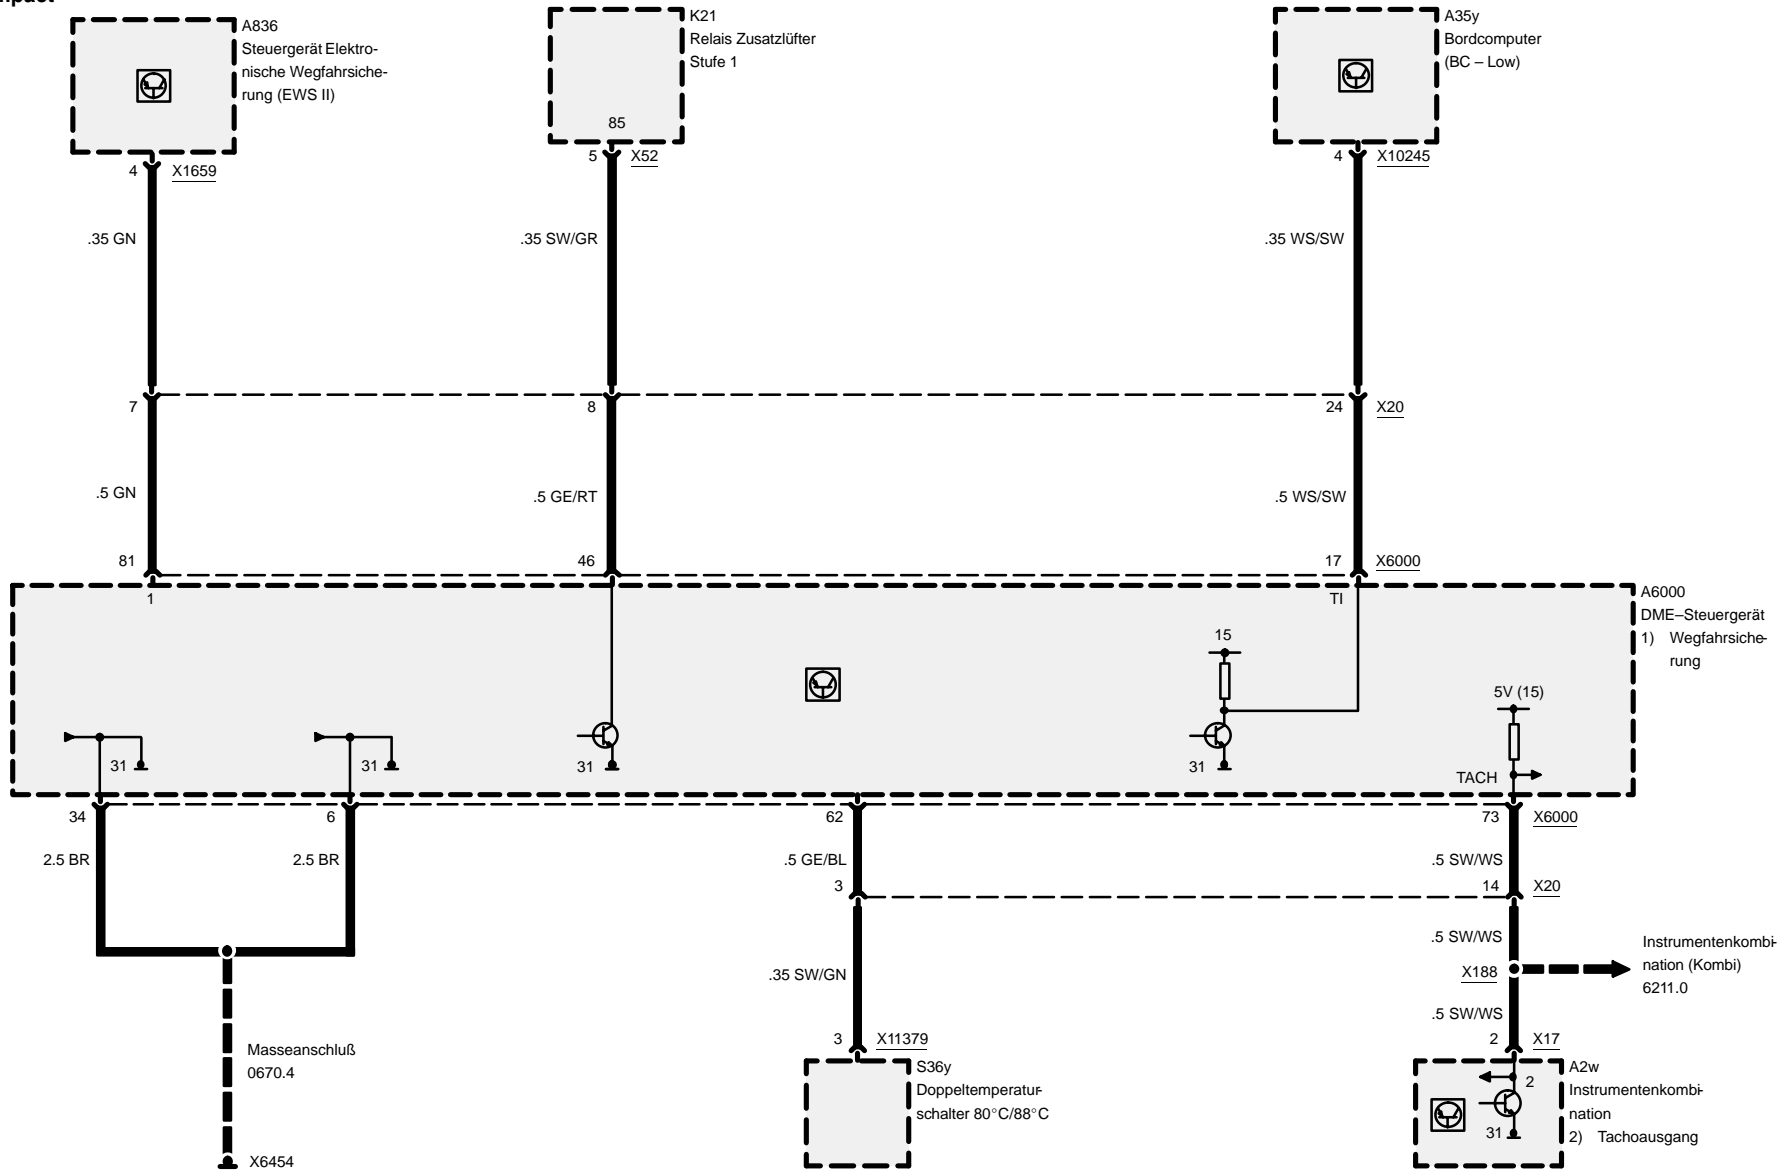 A836
Steuergerät Elektro-
nische Wegfahrsiche-
rung (EWS II)
K21
Relais Zusatzlüfter
Stufe 1
A35y
Bordcomputer
(BC – Low)
85
4 X1659
5 X52
4 X10245
.35 GN
.35 SW/GR
.35 WS/SW
7
8
24 X20
.5 GN
.5 GE/RT
.5 WS/SW
81
46
17 X6000
1
TI
A6000
DME–Steuergerät
1) Wegfahrsiche-
rung
15
5V (15)
31
31
31
31
TACH
34
6
62
73 X6000
2.5 BR
2.5 BR
.5 GE/BL
.5 SW/WS
3
14 X20
.5 SW/WS
Instrumentenkombi-
nation (Kombi)
6211.0
X188
.35 SW/GN
.5 SW/WS
3 X11379
2 X17
Masseanschluß
0670.4
S36y
Doppeltemperatur-
schalter 80°C/88°C
2
31
A2w
Instrumentenkombi-
nation
2) Tachoausgang
X6454